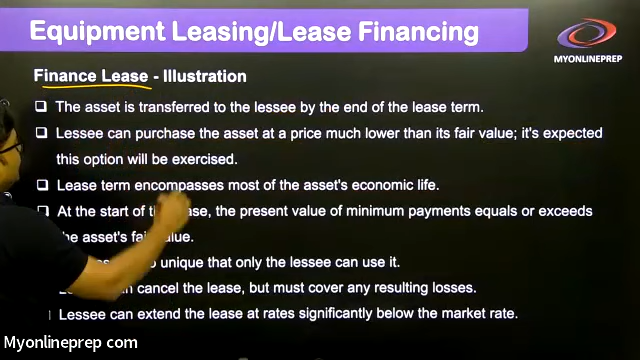 Equipment Leasing/Lease Financing
MYONLINEPREP
Finance Lease - Illustration
The asset is transferred to the lessee by the end of the lease term.
Lessee can purchase the asset at a price much lower than its fair value; it's expected
this option will be exercised.
Lease term encompasses most of the asset's economic life.
At the start of the lease, the present value of minimum payments equals or exceeds
the asset's fair value.
unique that only the lessee can use it.
can cancel the lease, but must cover any resulting losses.
Lessee can extend the lease at rates significantly below the market rate.
Myonlineprep com